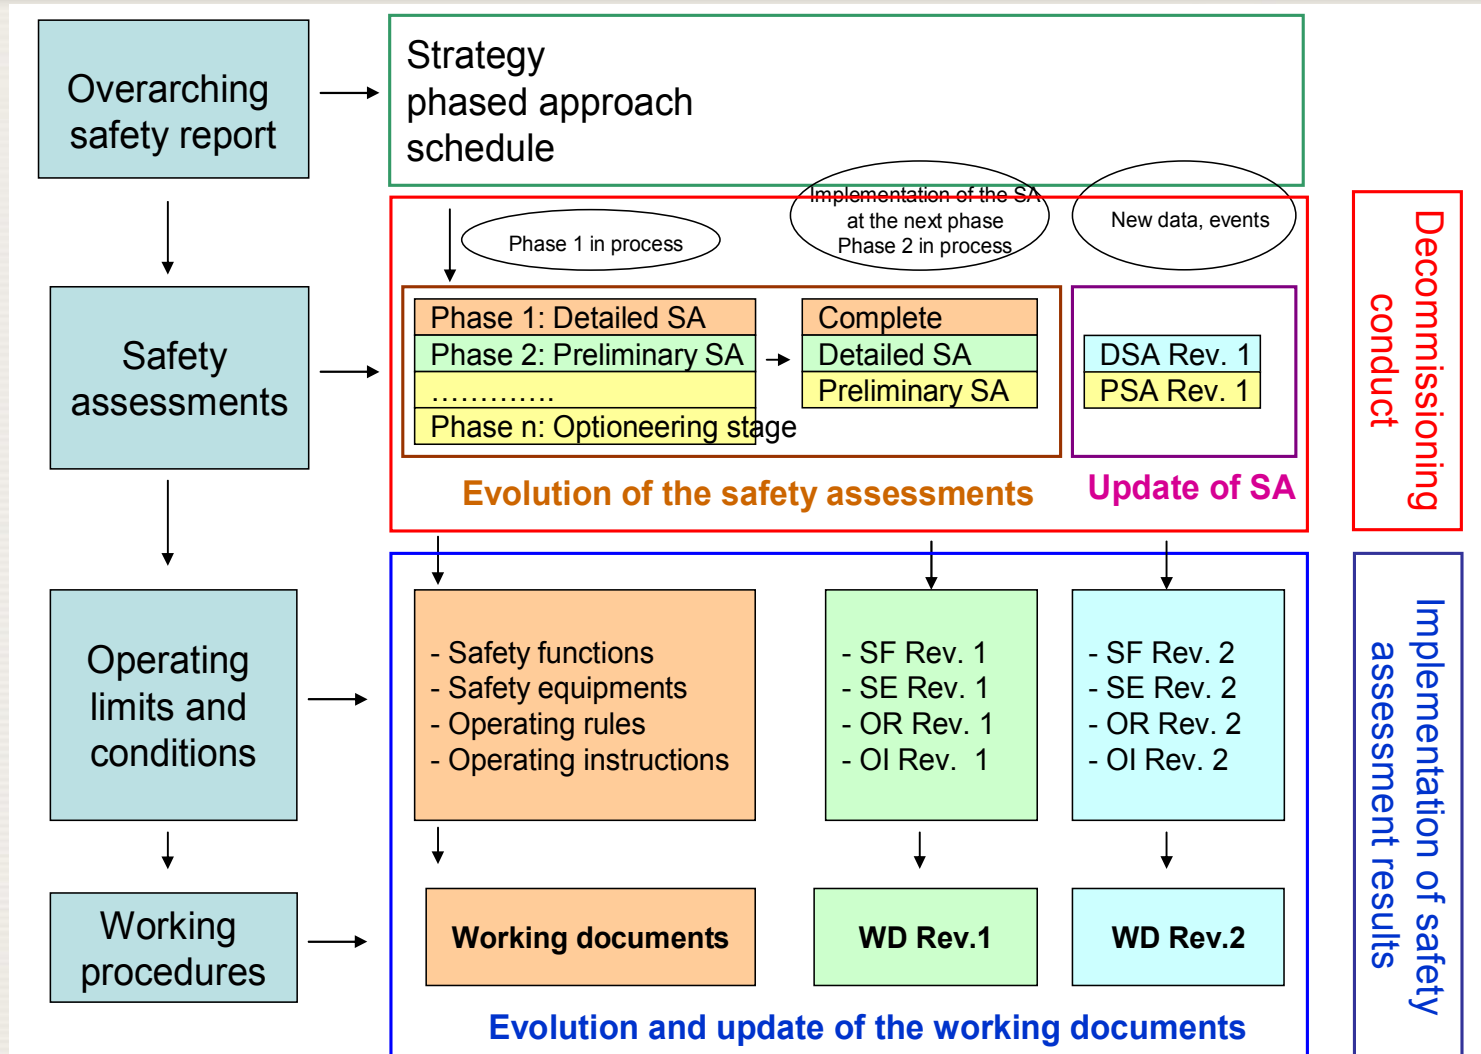 Overarching
safety report
Strategy
phased approach
schedule
Phase 1 in process
Implementation of the SA
at the next phase
Phase 2 in process
New data, events
Safety
assessments
Phase 1: Detailed SA
Phase 2: Preliminary SA
.............
Phase n: Optioneering stage
Complete
Detailed SA
Preliminary SA
DSA Rev. 1
PSA Rev. 1
Evolution of the safety assessments
Update of SA
Decommissioning
conduct
Operating
limits and
conditions
- Safety functions
- Safety equipments
- Operating rules
- Operating instructions
- SF Rev. 1
- SE Rev. 1
- OR Rev. 1
- OI Rev. 1
- SF Rev. 2
- SE Rev. 2
- OR Rev. 2
- OI Rev. 2
Working
procedures
Working documents
WD Rev.1
WD Rev.2
Evolution and update of the working documents
Implementation of safety
assessment results